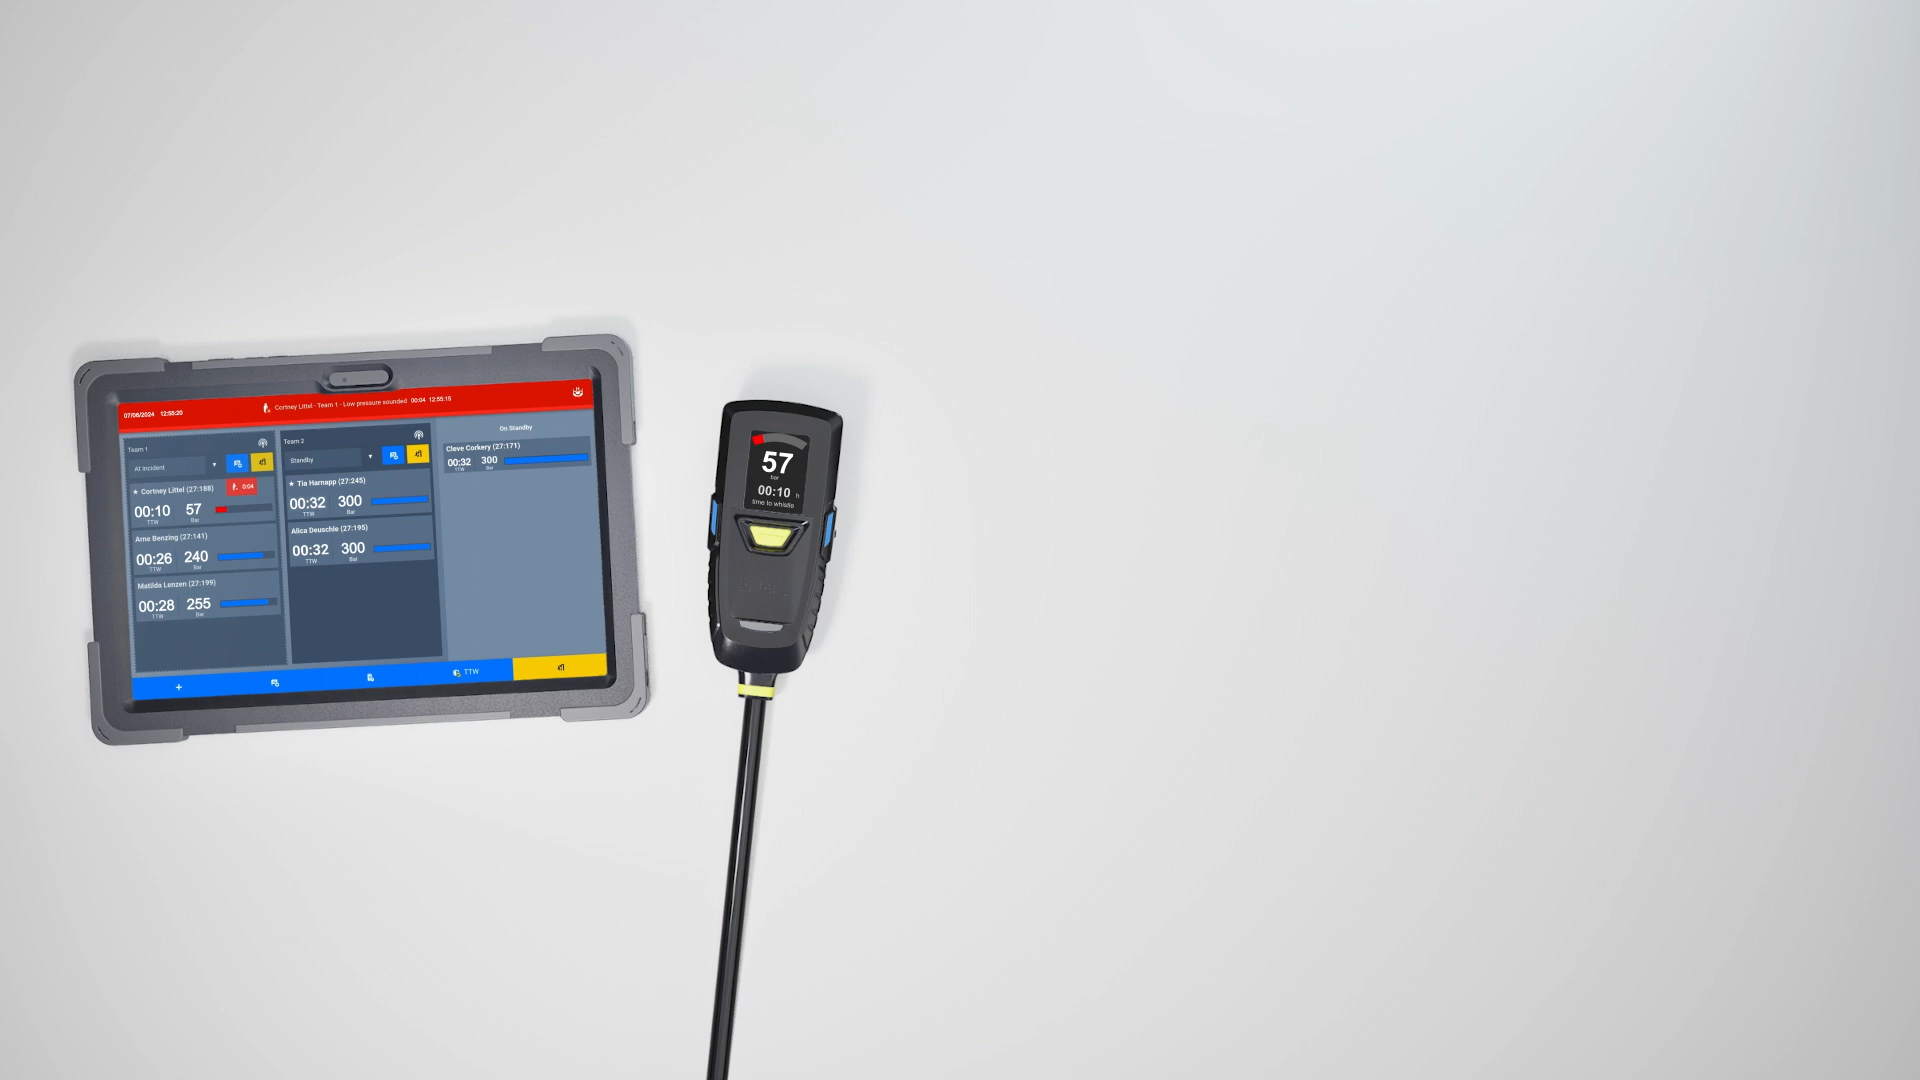 07/08/2024 12:55:20 Cortney Littel - Team 1 - Low pressure sounded 00:04 12:55:15
Team 1
At incident
★ Cortney Littel (27:188) 0:04
00:10 57
TTW Bar
Arne Benzing (27:141)
00:26 240
TTW Bar
Matilda Lenzen (27:199)
00:28 255
TTW Bar
Team 2
Standby
★ Tia Harnapp (27:245)
00:32 300
TTW Bar
Alica Deuschle (27:195)
00:32 300
TTW Bar
On Standby
Cleve Corkery (27:171)
00:32 300
TTW Bar
+ TTW
57
bar
00:10 h
time to whistle